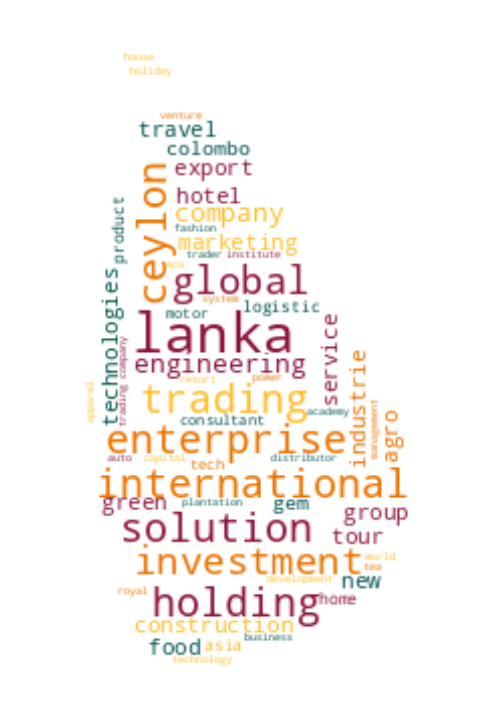 house
holiday
venture
travel
colombo
export
ceylon
hotel
product
company
fashion
marketing
trader institute
eco
global
technologies
system
logistic
motor
lanka
service
engineering
trading company
industrie
resort
power
apparel
trading
academy
management
agro
consultant
enterprise
auto
capital
distributor
tech
international
green
plantation
gem
group
solution
tour
investment
world
tea
development
new
royal
holding
home
construction
business
food
asia
technology